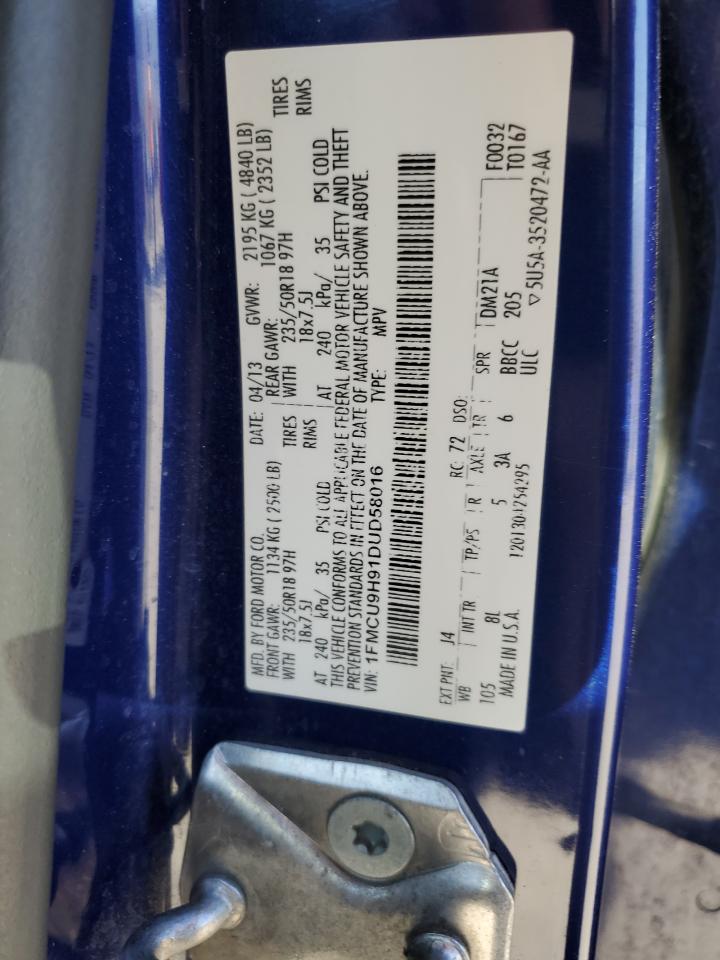 MFD. BY FORD MOTOR CO. DATE: 04/13 GVWR: 2195 KG ( 4840 LB)
FRONT GAWR: 1134 KG ( 2500 LB) REAR GAWR: 1067 KG ( 2352 LB)
WITH 235/50R18 97H TIRES WITH 235/50R18 97H TIRES
18x7.5J RIMS 18x7.5J RIMS
AT 240 kPa/ 35 PSI COLD AT 240 kPa/ 35 PSI COLD
THIS VEHICLE CONFORMS TO ALL APPLICABLE FEDERAL MOTOR VEHICLE SAFETY AND THEFT
PREVENTION STANDARDS IN EFFECT ON THE DATE OF MANUFACTURE SHOWN ABOVE.
VIN: 1FMCU9H91DUD58016 TYPE: MPV
EXT PNT: J4 RC: 72 DSO: F0032
WB INT TR TP/PS R AXLE TR SPR DM21A T0167
105 8L 5 3A 6 BBCC 205
MADE IN U.S.A. ULC ▽5U5A-3520472-AA